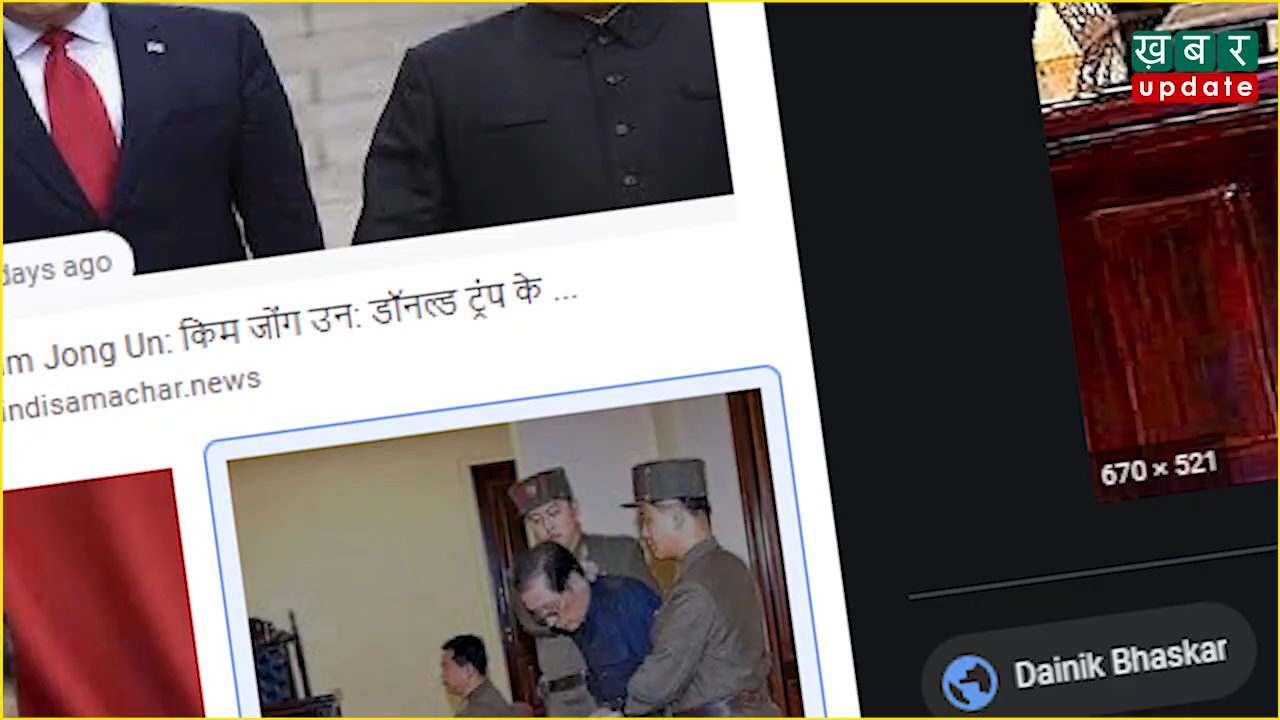 ख़बर
update
days ago
m Jong Un: किम जोंग उन: डॉनल्ड ट्रंप के ...
indisamachar.news
670 × 521
Dainik Bhaskar